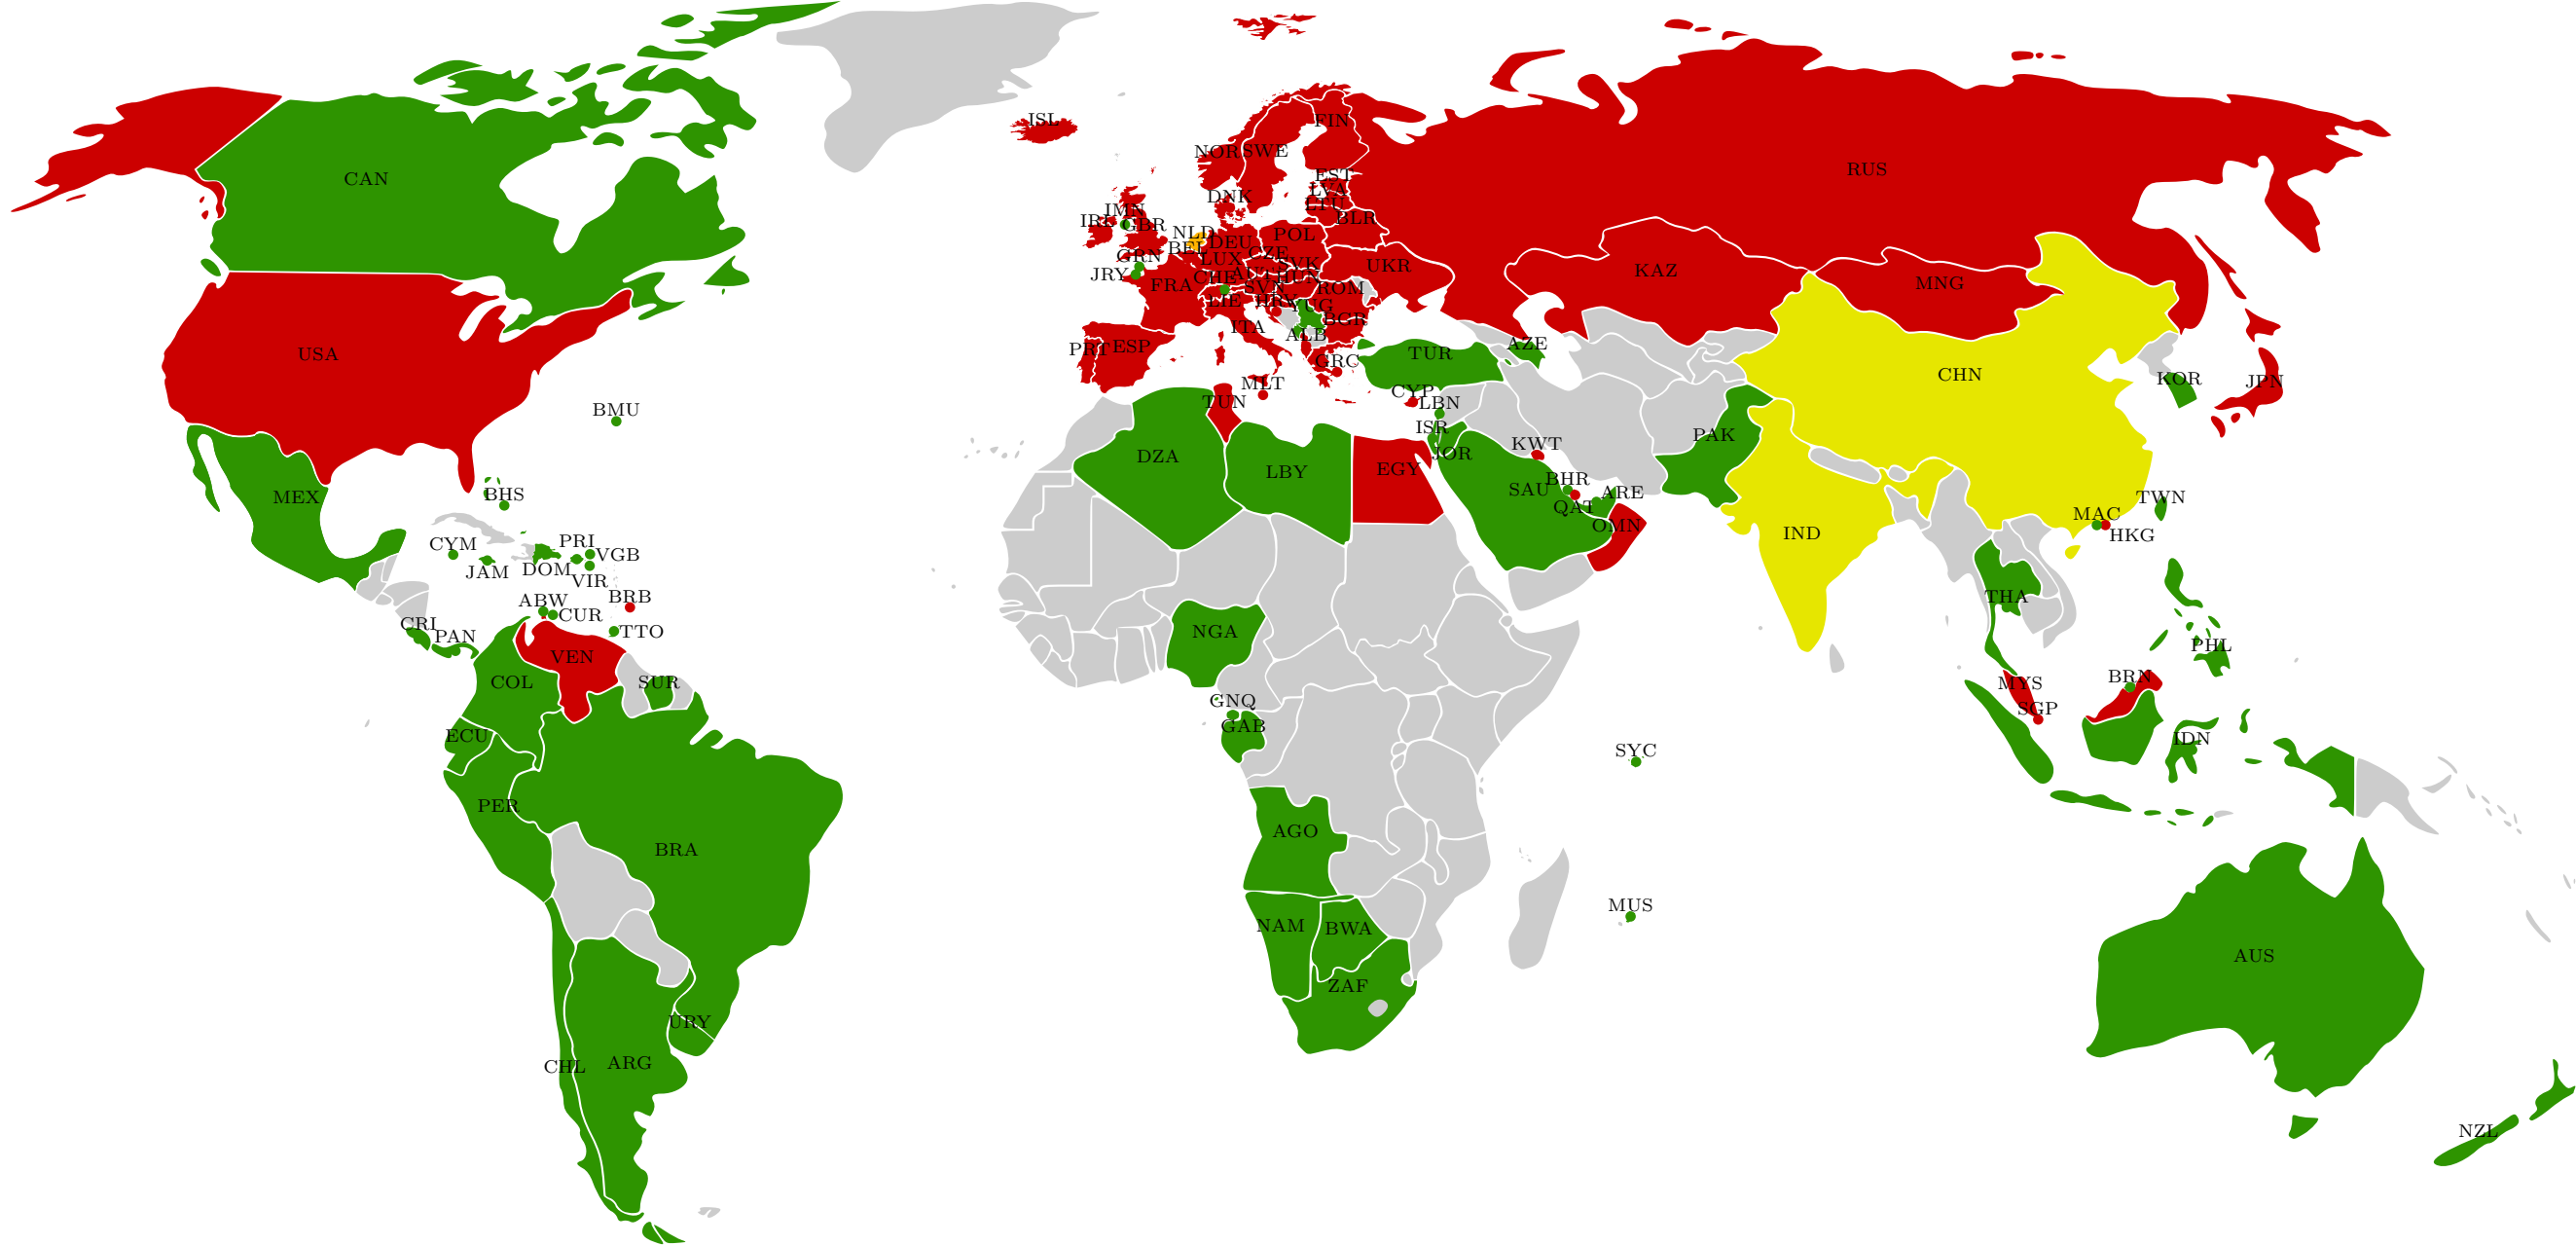 ISL
FIN
NOR
SWE
RUS
CAN
EST
LVA
LTU
DNK
IMN
IRL
GBR
BLR
NLD
POL
BEL
DEU
CZE
GRN
LUX
SVK
UKR
JRY
CHE
AUT
HUN
KAZ
FRA
SVN
ROM
MNG
LIE
HRV
YUG
BGR
ITA
ALB
AZE
USA
PRT
ESP
GRC
TUR
CHN
KOR
JPN
MLT
CYP
TUN
LBN
BMU
ISR
PAK
KWT
JOR
DZA
LBY
EGY
BHR
SAU
ARE
MEX
BHS
QAT
TWN
OMN
MAC
IND
HKG
CYM
PRI
VGB
JAM
DOM
VIR
ABW
BRB
CUR
THA
CRI
PAN
TTO
NGA
PHL
VEN
COL
SUR
BRN
MYS
GNQ
SGP
GAB
ECU
IDN
SYC
PER
AGO
BRA
MUS
NAM
BWA
AUS
ZAF
URY
CHL
ARG
NZL